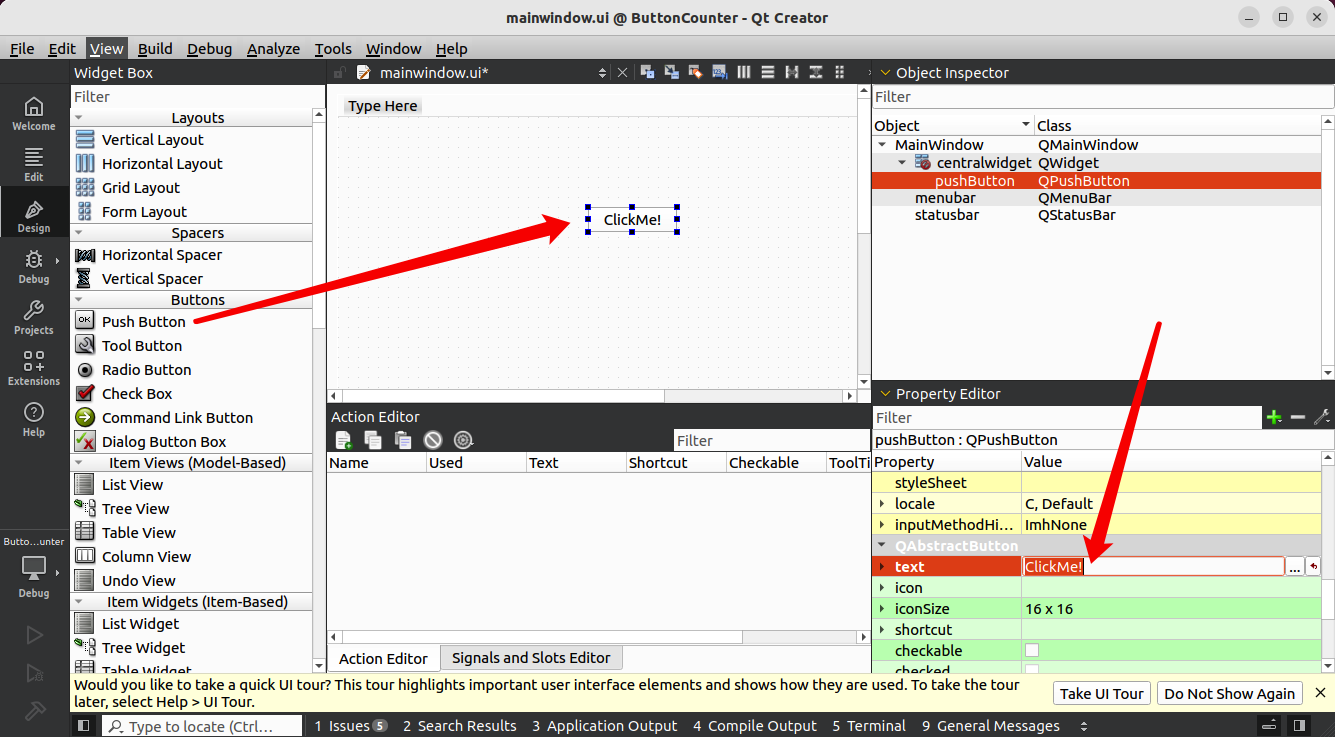 mainwindow.ui @ ButtonCounter - Qt Creator
File Edit View Build Debug Analyze Tools Window Help
Welcome
Edit
Design
Debug
Projects
Extensions
Help
Butto...unter
Debug
Widget Box
Filter
Layouts
Vertical Layout
Horizontal Layout
Grid Layout
Form Layout
Spacers
Horizontal Spacer
Vertical Spacer
Buttons
OK Push Button
Tool Button
Radio Button
Check Box
Command Link Button
Dialog Button Box
Item Views (Model-Based)
List View
Tree View
Table View
Column View
Undo View
Item Widgets (Item-Based)
List Widget
Tree Widget
Table Widget
mainwindow.ui*
Type Here
ClickMe!
Action Editor
Filter
Name Used Text Shortcut Checkable ToolTi
Action Editor Signals and Slots Editor
Object Inspector
Filter
Object Class
MainWindow QMainWindow
centralwidget QWidget
pushButton QPushButton
menubar QMenuBar
statusbar QStatusBar
Property Editor
Filter
pushButton : QPushButton
Property Value
styleSheet
locale C, Default
inputMethodHi... ImhNone
QAbstractButton
text ClickMe! ...
icon
iconSize 16 x 16
shortcut
checkable
checked
Would you like to take a quick UI tour? This tour highlights important user interface elements and shows how they are used. To take the tour
later, select Help > UI Tour.
Take UI Tour Do Not Show Again
Type to locate (Ctrl... 1 Issues 5 2 Search Results 3 Application Output 4 Compile Output 5 Terminal 9 General Messages